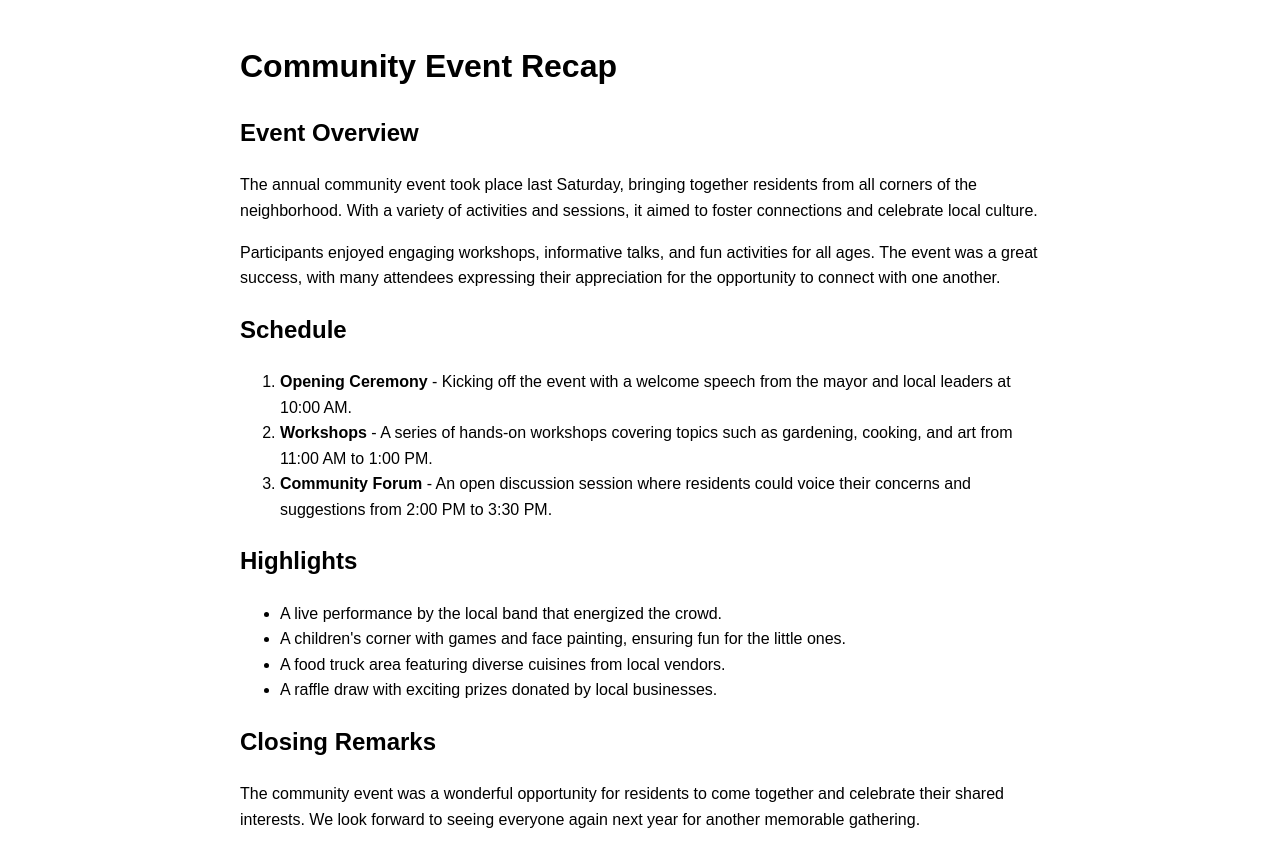 Community Event Recap
Event Overview
The annual community event took place last Saturday, bringing together residents from all corners of the
neighborhood. With a variety of activities and sessions, it aimed to foster connections and celebrate local culture.
Participants enjoyed engaging workshops, informative talks, and fun activities for all ages. The event was a great
success, with many attendees expressing their appreciation for the opportunity to connect with one another.
Schedule
1. Opening Ceremony - Kicking off the event with a welcome speech from the mayor and local leaders at
10:00 AM.
2. Workshops - A series of hands-on workshops covering topics such as gardening, cooking, and art from
11:00 AM to 1:00 PM.
3. Community Forum - An open discussion session where residents could voice their concerns and
suggestions from 2:00 PM to 3:30 PM.
Highlights
• A live performance by the local band that energized the crowd.
• A children's corner with games and face painting, ensuring fun for the little ones.
• A food truck area featuring diverse cuisines from local vendors.
• A raffle draw with exciting prizes donated by local businesses.
Closing Remarks
The community event was a wonderful opportunity for residents to come together and celebrate their shared
interests. We look forward to seeing everyone again next year for another memorable gathering.